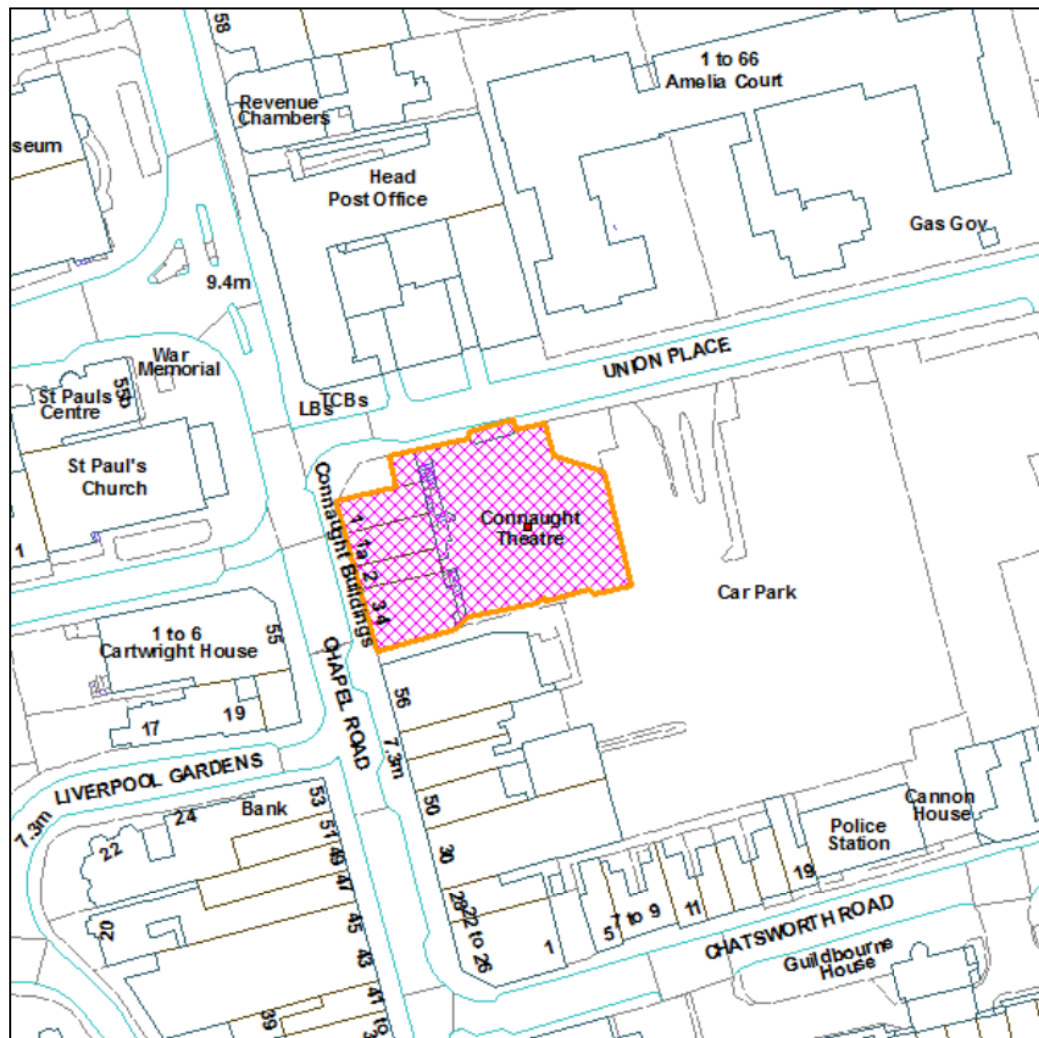 58
1 to 66
Amelia Court
Revenue
Chambers
seum
Head
Post Office
Gas Gov
9.4m
War
Memorial
UNION PLACE
St Pauls
Centre
55b
TCBs
LBs
St Paul's
Church
1
Connaught Buildings
1
1a
2
3 4
Connaught
Theatre
Car Park
1 to 6
Cartwright House
55
CHAPEL ROAD
56
17
19
7.3m
LIVERPOOL GARDENS
Bank
53
24
51
50
Cannon
House
7.3m
22
49
Police
Station
47
30
19
20
45
28
22 to 26
7 to 9
11
5
1
CHATSWORTH ROAD
43
Guildbourne
House
41 to
39